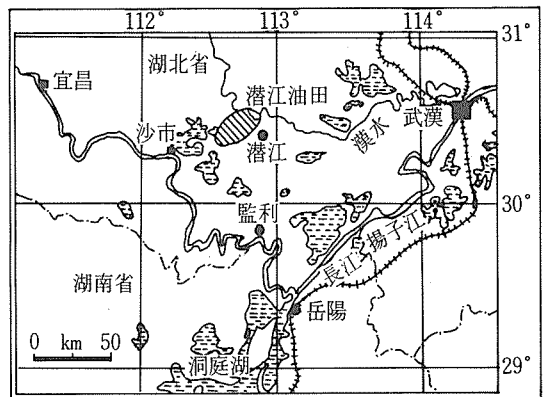 112°
113°
114°
31°
宜昌
湖北省
潜江油田
沙市
潜江
漢水
武漢
30°
監利
長江・揚子江
湖南省
岳陽
0 km 50
洞庭湖
29°